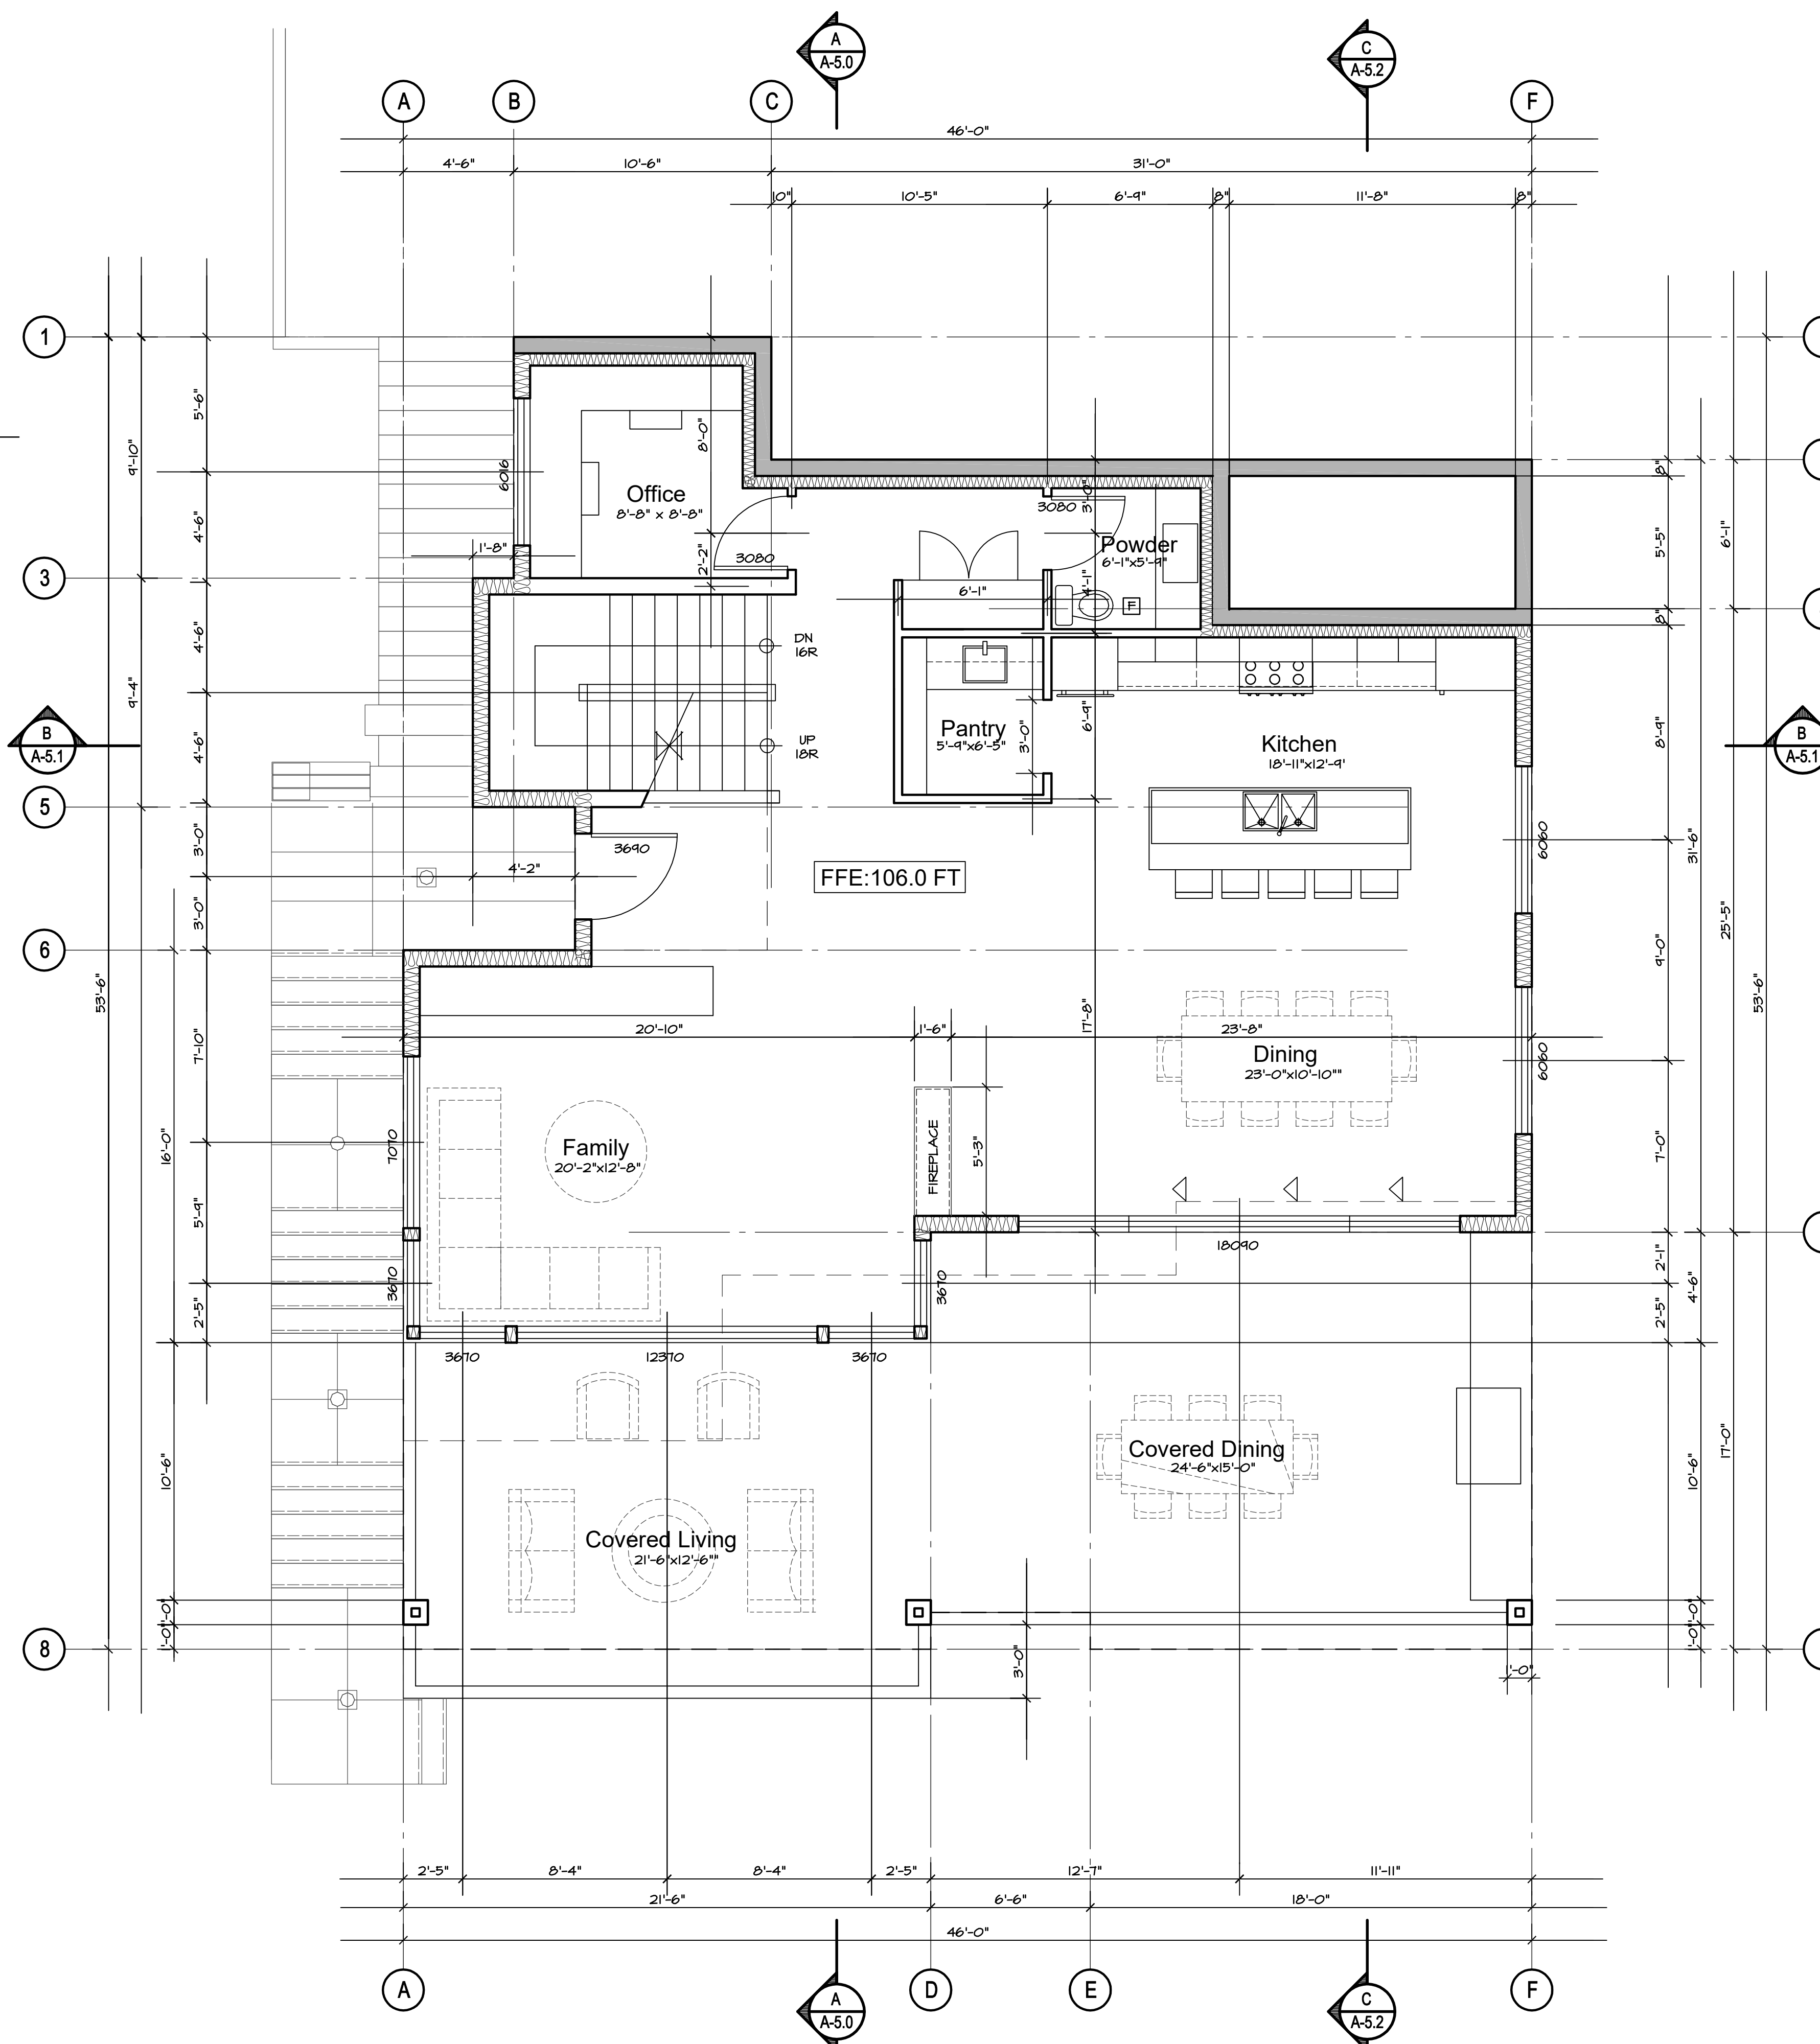 A
A-5.0
C
A-5.2
A
B
C
F
46'-0"
4'-6"
10'-6"
31'-0"
10"
10'-5"
6'-9"
8"
11'-8"
8"
1
5'-6"
9'-10"
8'-0"
8"
6016
Office
8'-8" x 8'-8"
3080
3'-0"
4'-6"
5'-5"
6'-1"
Powder
6'-1"x5'-9"
1'-8"
2'-2"
3080
3
6'-1"
4'-1"
F
8"
DN
16R
4'-6"
9'-4"
B
A-5.1
4'-6"
UP
18R
Pantry
5'-9"x6'-5"
3'-0"
6'-9"
Kitchen
18'-11"x12'-9'
8'-9"
B
A-5.1
5
3'-0"
3690
4'-2"
FFE:106.0 FT
6060
31'-6"
3'-0"
6
9'-0"
25'-5"
53'-6"
53'-6"
20'-10"
1'-6"
17'-8"
23'-8"
7'-10"
Dining
23'-0"x10'-10""
6060
16'-0"
7070
Family
20'-2"x12'-8"
FIREPLACE
5'-3"
7'-0"
5'-9"
18090
2'-1"
3670
3670
4'-6"
2'-5"
2'-5"
3670
12370
3670
Covered Dining
24'-6"x15'-0"
10'-6"
10'-6"
17'-0"
Covered Living
21'-6"x12'-6""
1'-0"
1'-0"
1'-0"
1'-0"
8
3'-0"
1'-0"
2'-5"
8'-4"
8'-4"
2'-5"
12'-7"
11'-11"
21'-6"
6'-6"
18'-0"
46'-0"
A
D
E
F
A
A-5.0
C
A-5.2